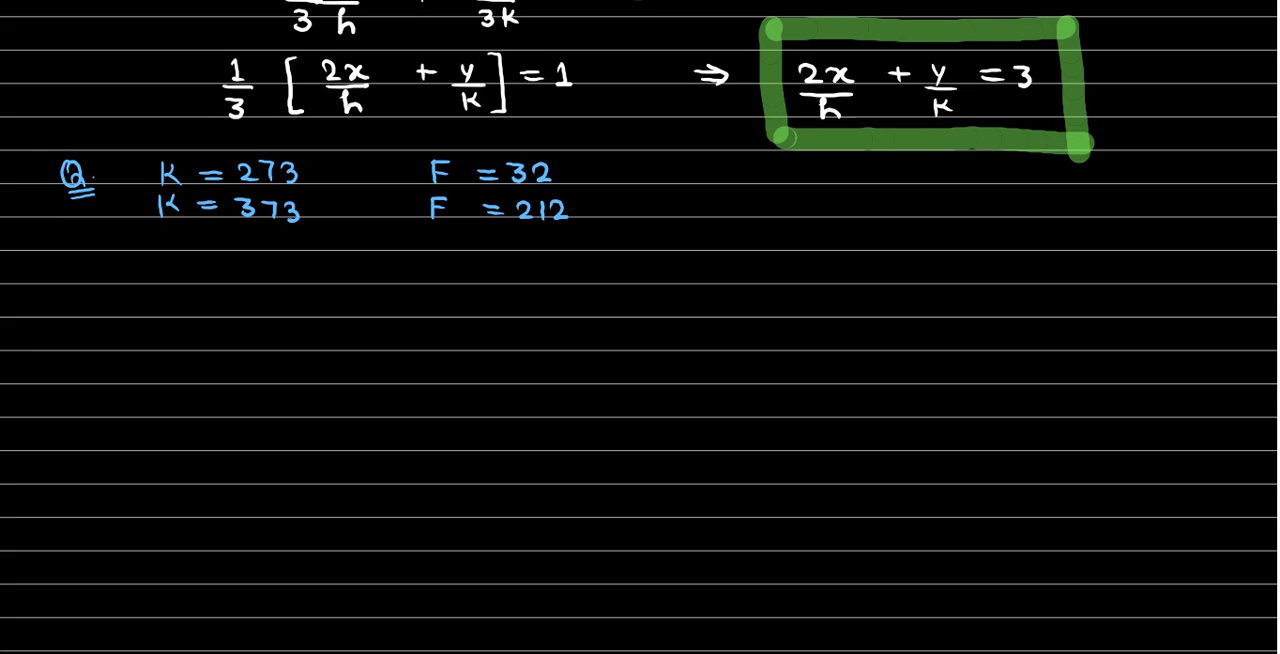 3 h 3K
1/3 [ 2x/h + y/K ] = 1 ⇒ 2x/h + y/K = 3
Q. K = 273 F = 32
K = 373 F = 212